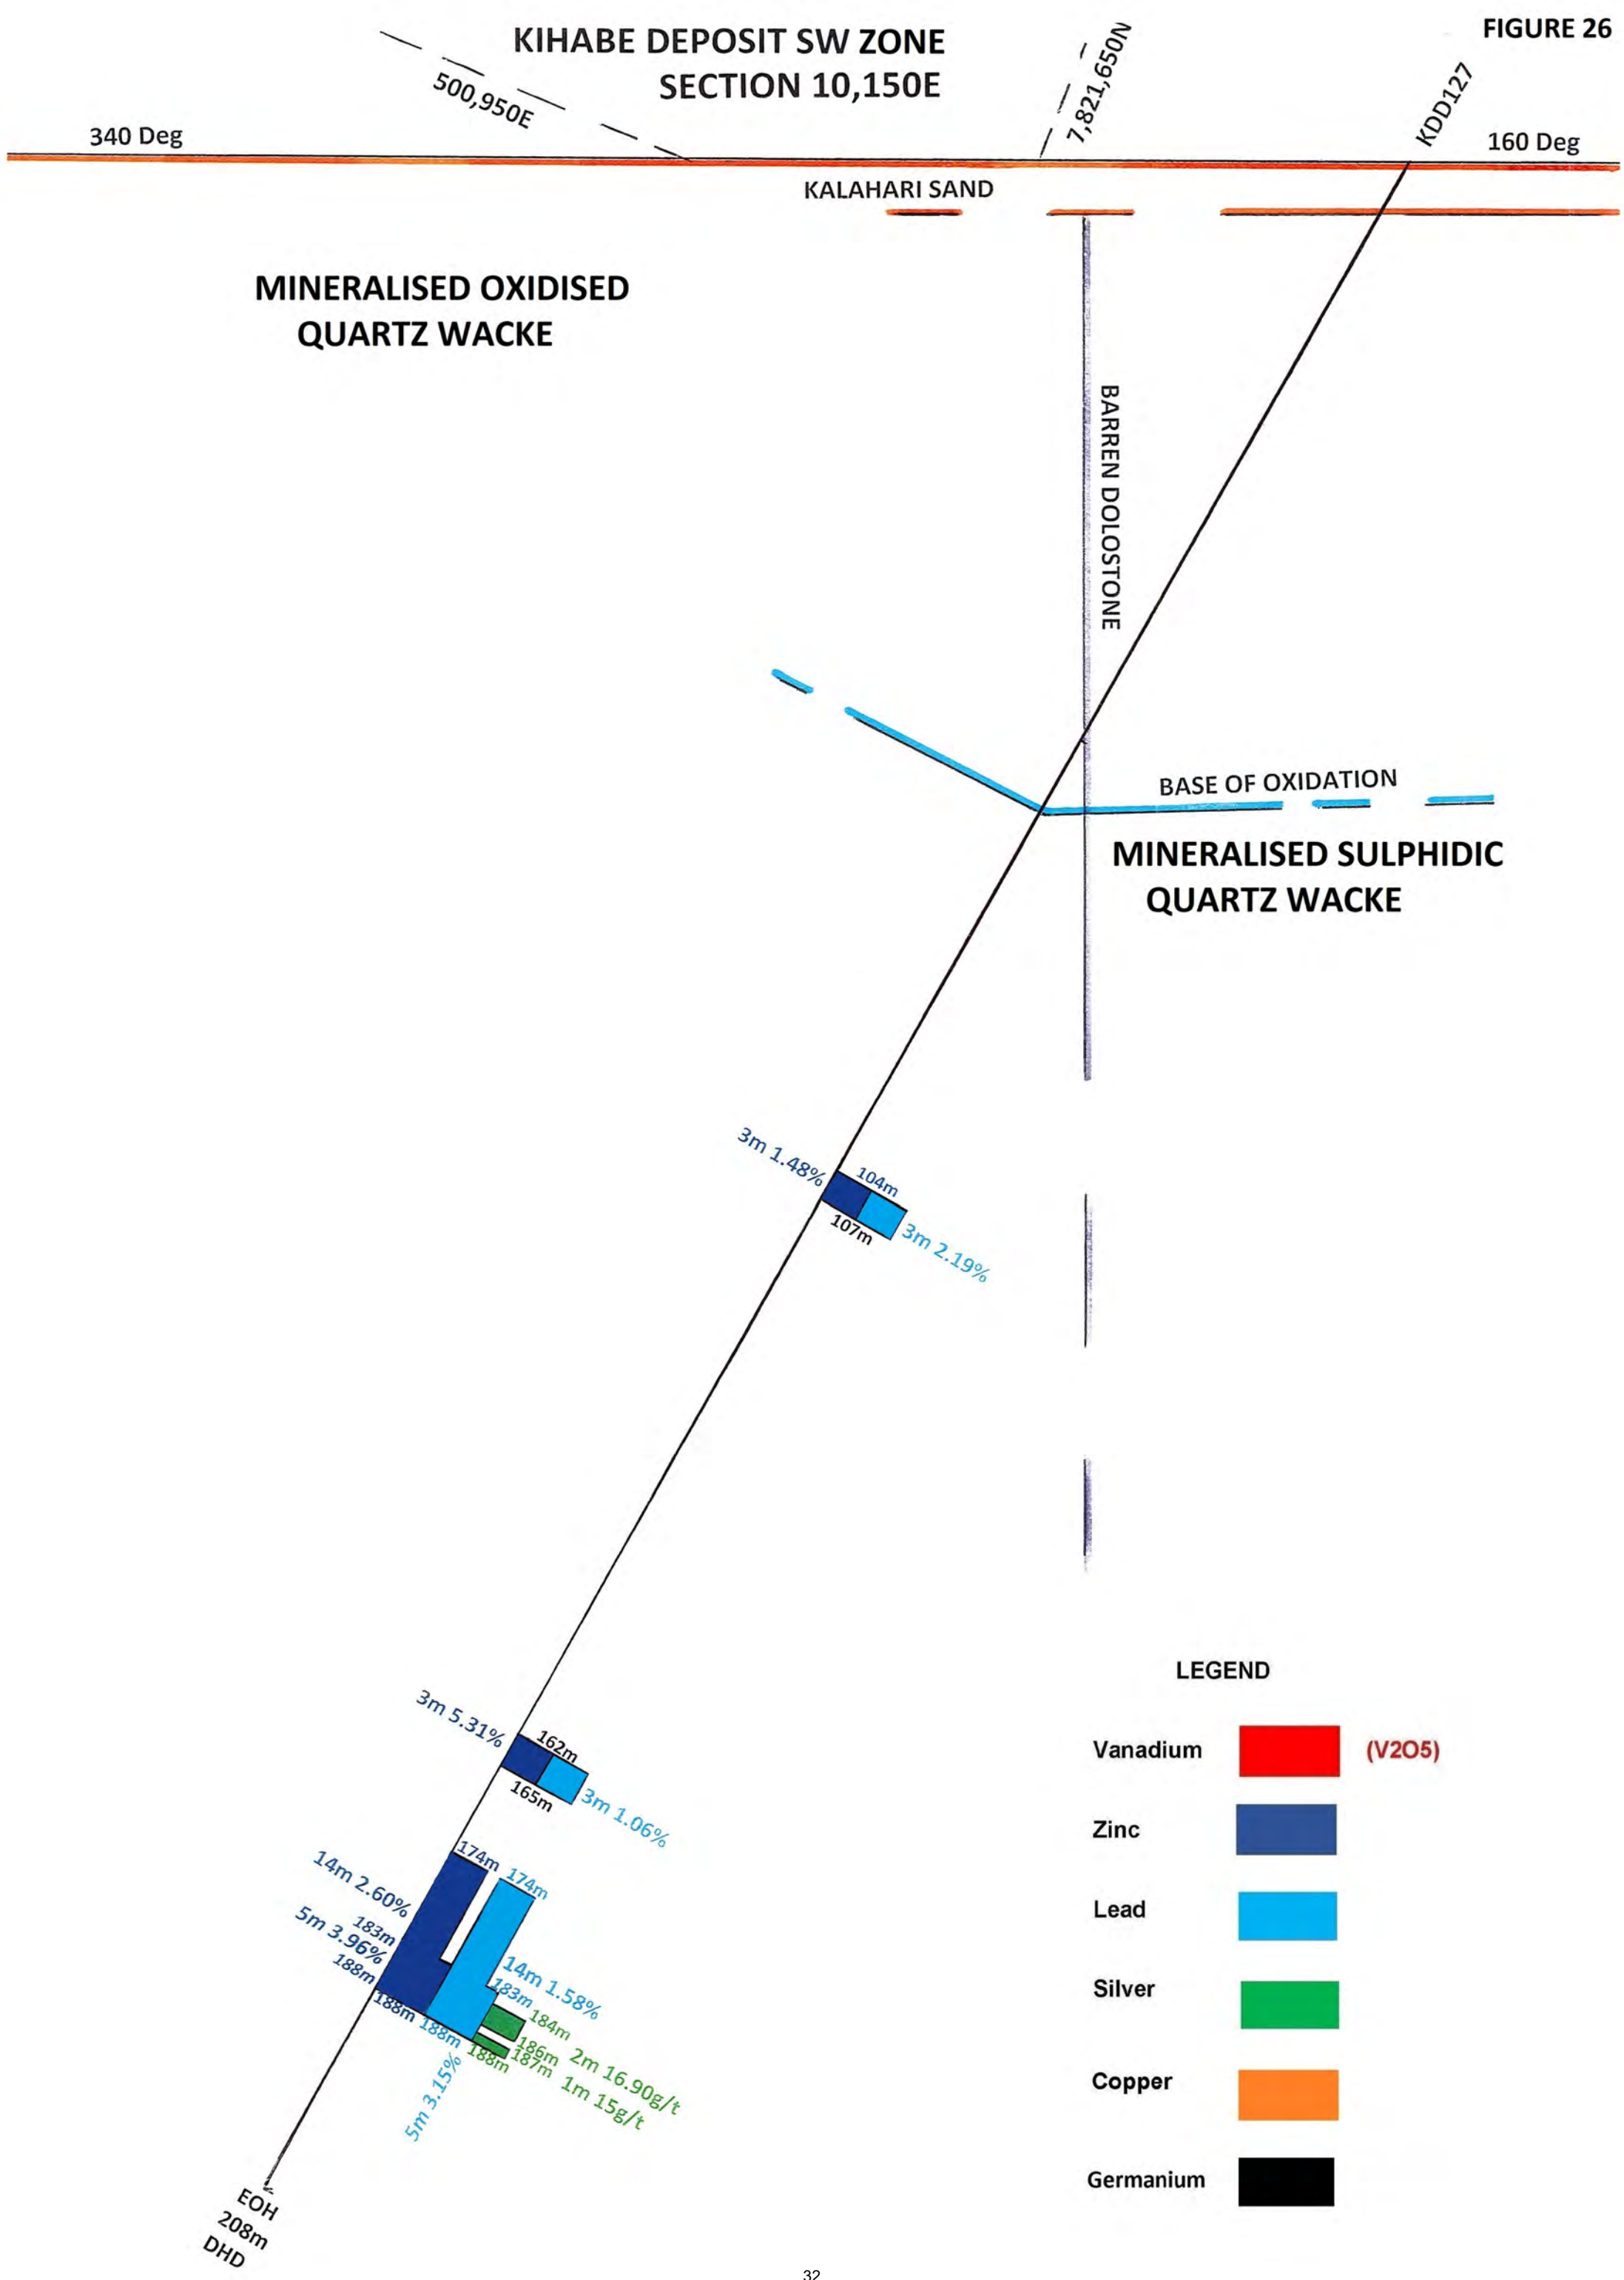 FIGURE 26
KIHABE DEPOSIT SW ZONE
SECTION 10,150E
500,950E
7,821,650N
KDD127
340 Deg
160 Deg
KALAHARI SAND
MINERALISED OXIDISED
QUARTZ WACKE
BARREN DOLOSTONE
BASE OF OXIDATION
MINERALISED SULPHIDIC
QUARTZ WACKE
3m 1.48%
104m
107m
3m 2.19%
3m 5.31%
162m
165m
3m 1.06%
174m
174m
14m 2.60%
183m
5m 3.96%
188m
14m 1.58%
183m
184m
186m 2m 16.90g/t
187m 1m 15g/t
188m
188m
188m
5m 3.15%
EOH
208m
DHD
LEGEND
Vanadium
(V2O5)
Zinc
Lead
Silver
Copper
Germanium
32